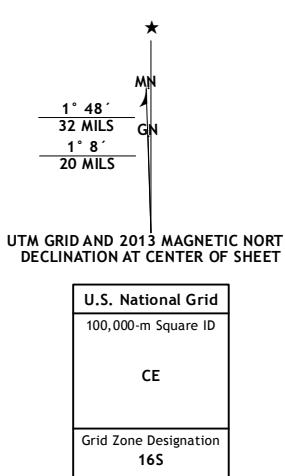 MN
1° 48´
32 MILS
GN
1° 8´
20 MILS
UTM GRID AND 2013 MAGNETIC NORT
DECLINATION AT CENTER OF SHEET
U.S. National Grid
100,000-m Square ID
CE
Grid Zone Designation
16S